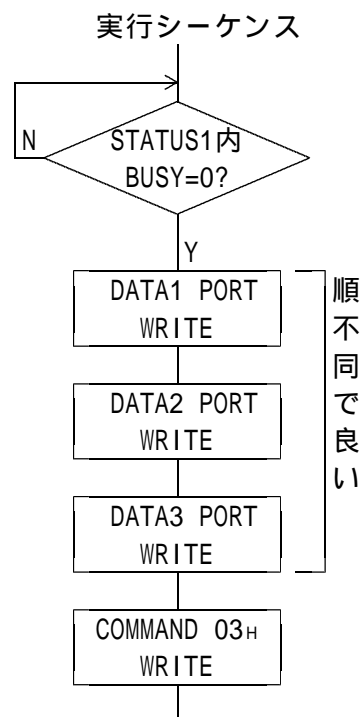 実行シーケンス
N
STATUS1内
BUSY=0?
Y
DATA1 PORT
WRITE
DATA2 PORT
WRITE
DATA3 PORT
WRITE
順不同で良い
COMMAND 03H
WRITE